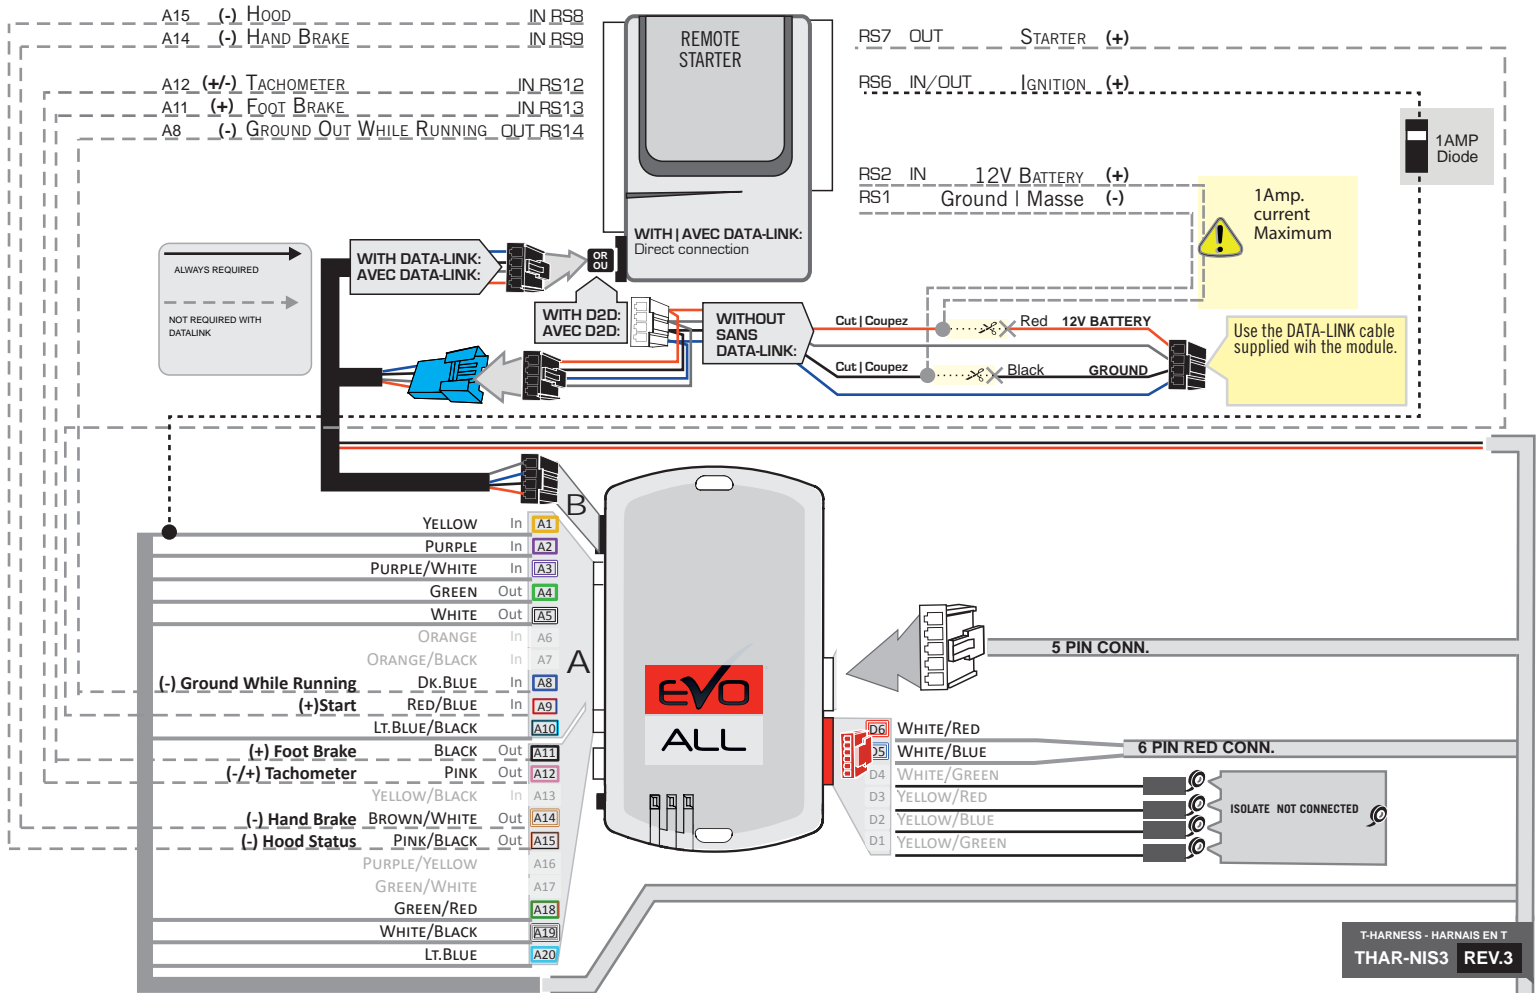 A15 (-) HOOD IN RS8
A14 (-) HAND BRAKE IN RS9
A12 (+/-) TACHOMETER IN RS12
A11 (+) FOOT BRAKE IN RS13
A8 (-) GROUND OUT WHILE RUNNING OUT RS14
REMOTE
STARTER
WITH | AVEC DATA-LINK:
Direct connection
RS7 OUT STARTER (+)
RS6 IN/OUT IGNITION (+)
1AMP
Diode
RS2 IN 12V BATTERY (+)
RS1 Ground | Masse (-)
1Amp.
current
Maximum
ALWAYS REQUIRED
NOT REQUIRED WITH
DATALINK
WITH DATA-LINK:
AVEC DATA-LINK:
OR
OU
WITH D2D:
AVEC D2D:
WITHOUT
SANS
DATA-LINK:
Cut | Coupez Red 12V BATTERY
Cut | Coupez Black GROUND
Use the DATA-LINK cable
supplied wih the module.
B
A
YELLOW In A1
PURPLE In A2
PURPLE/WHITE In A3
GREEN Out A4
WHITE Out A5
ORANGE In A6
ORANGE/BLACK In A7
(-) Ground While Running DK.BLUE In A8
(+)Start RED/BLUE In A9
LT.BLUE/BLACK A10
(+) Foot Brake BLACK Out A11
(-/+) Tachometer PINK Out A12
YELLOW/BLACK In A13
(-) Hand Brake BROWN/WHITE Out A14
(-) Hood Status PINK/BLACK Out A15
PURPLE/YELLOW A16
GREEN/WHITE A17
GREEN/RED A18
WHITE/BLACK A19
LT.BLUE A20
EVO
ALL
5 PIN CONN.
D6 WHITE/RED
D5 WHITE/BLUE
6 PIN RED CONN.
D4 WHITE/GREEN
D3 YELLOW/RED
D2 YELLOW/BLUE
D1 YELLOW/GREEN
ISOLATE NOT CONNECTED
T-HARNESS - HARNAIS EN T
THAR-NIS3 REV.3